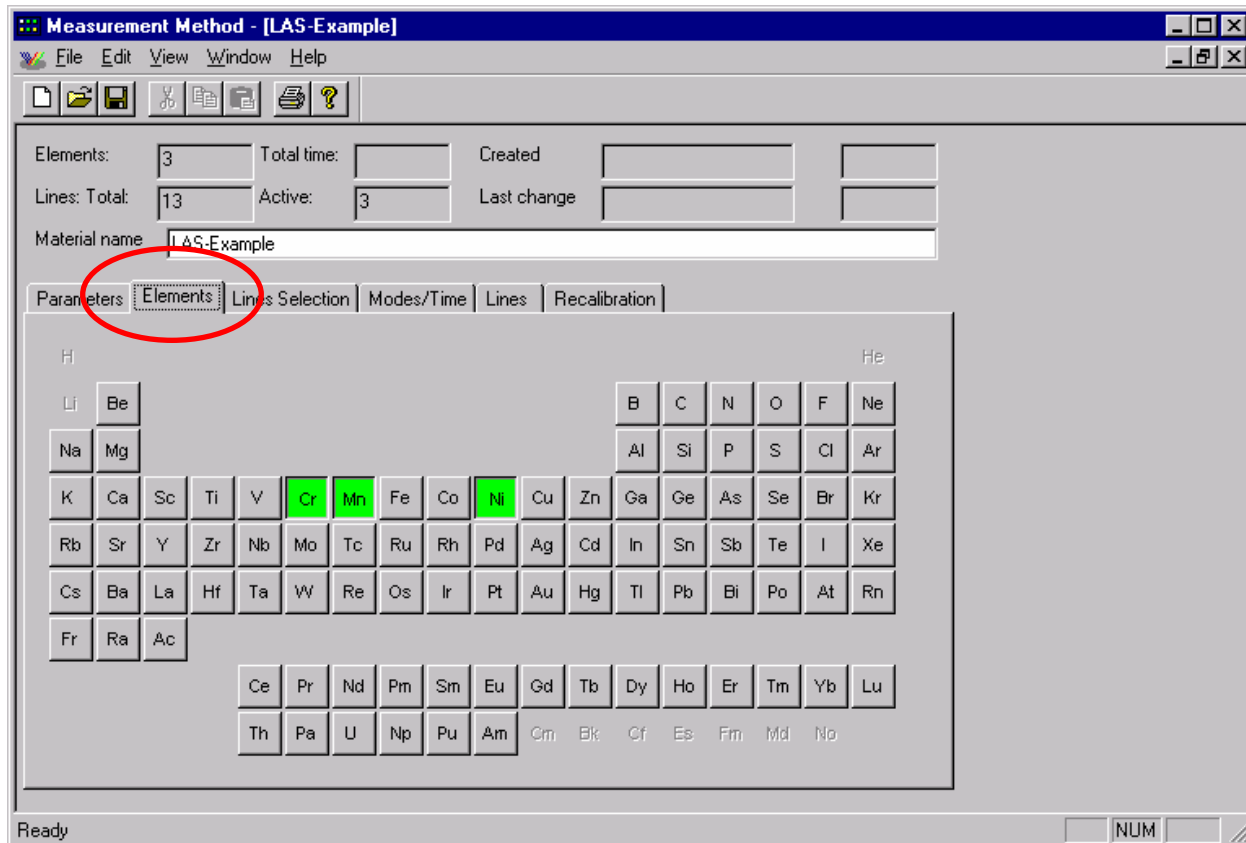 Measurement Method - [LAS-Example]
File Edit View Window Help
Elements: 3 Total time: Created
Lines: Total: 13 Active: 3 Last change
Material name LAS-Example
Parameters Elements Lines Selection Modes/Time Lines Recalibration
H He
Li Be B C N O F Ne
Na Mg Al Si P S Cl Ar
K Ca Sc Ti V Cr Mn Fe Co Ni Cu Zn Ga Ge As Se Br Kr
Rb Sr Y Zr Nb Mo Tc Ru Rh Pd Ag Cd In Sn Sb Te I Xe
Cs Ba La Hf Ta W Re Os Ir Pt Au Hg Tl Pb Bi Po At Rn
Fr Ra Ac
Ce Pr Nd Pm Sm Eu Gd Tb Dy Ho Er Tm Yb Lu
Th Pa U Np Pu Am Cm Bk Cf Es Fm Md No
Ready NUM